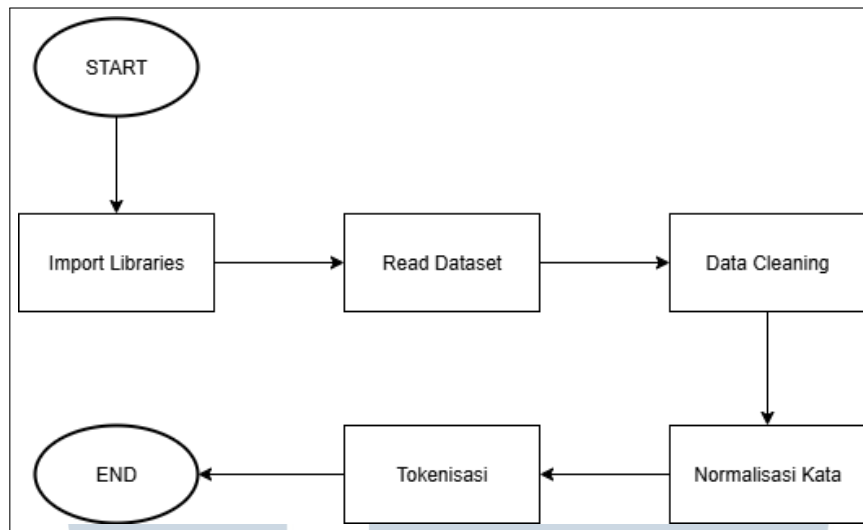 START
Import Libraries
Read Dataset
Data Cleaning
Normalisasi Kata
Tokenisasi
END